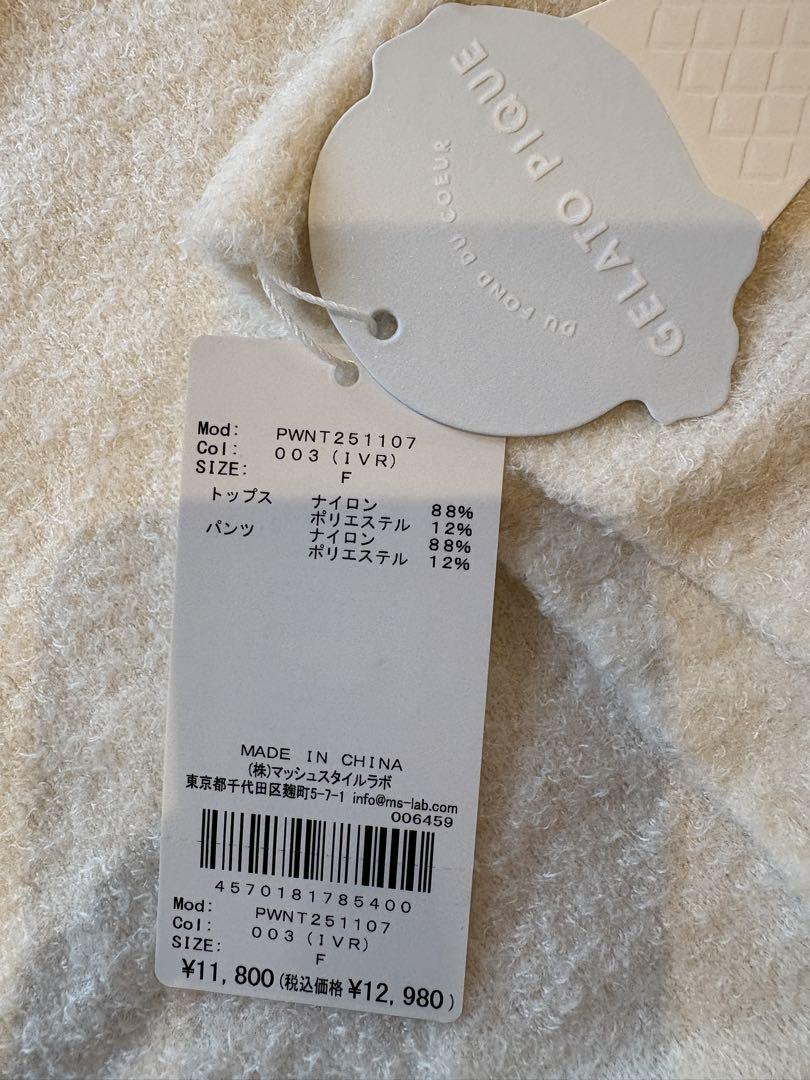 GELATO PIQUE
DU FOND DU COEUR
Mod: PWNT251107
Col: 003 (IVR)
SIZE: F
トップス ナイロン 88%
ポリエステル 12%
パンツ ナイロン 88%
ポリエステル 12%
MADE IN CHINA
(株)マッシュスタイルラボ
東京都千代田区麹町5-7-1 info@ms-lab.com
006459
4570181785400
Mod: PWNT251107
Col: 003 (IVR)
SIZE: F
¥11,800(税込価格 ¥12,980)